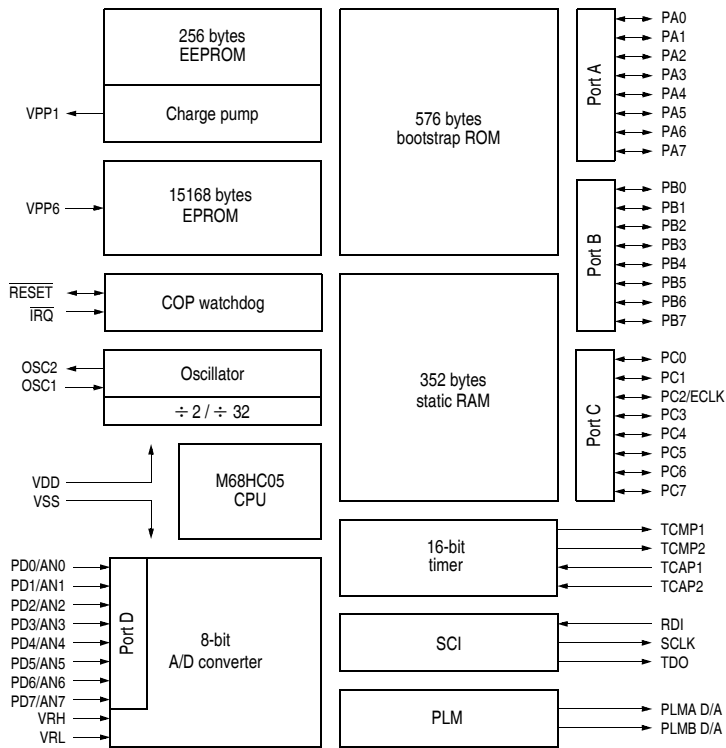 256 bytes
EEPROM
Charge pump
VPP1
15168 bytes
EPROM
VPP6
COP watchdog
RESET
IRQ
Oscillator
÷ 2 / ÷ 32
OSC2
OSC1
M68HC05
CPU
VDD
VSS
PD0/AN0
PD1/AN1
PD2/AN2
PD3/AN3
PD4/AN4
PD5/AN5
PD6/AN6
PD7/AN7
VRH
VRL
Port D
8-bit
A/D converter
576 bytes
bootstrap ROM
352 bytes
static RAM
16-bit
timer
SCI
PLM
Port A
PA0
PA1
PA2
PA3
PA4
PA5
PA6
PA7
Port B
PB0
PB1
PB2
PB3
PB4
PB5
PB6
PB7
Port C
PC0
PC1
PC2/ECLK
PC3
PC4
PC5
PC6
PC7
TCMP1
TCMP2
TCAP1
TCAP2
RDI
SCLK
TDO
PLMA D/A
PLMB D/A